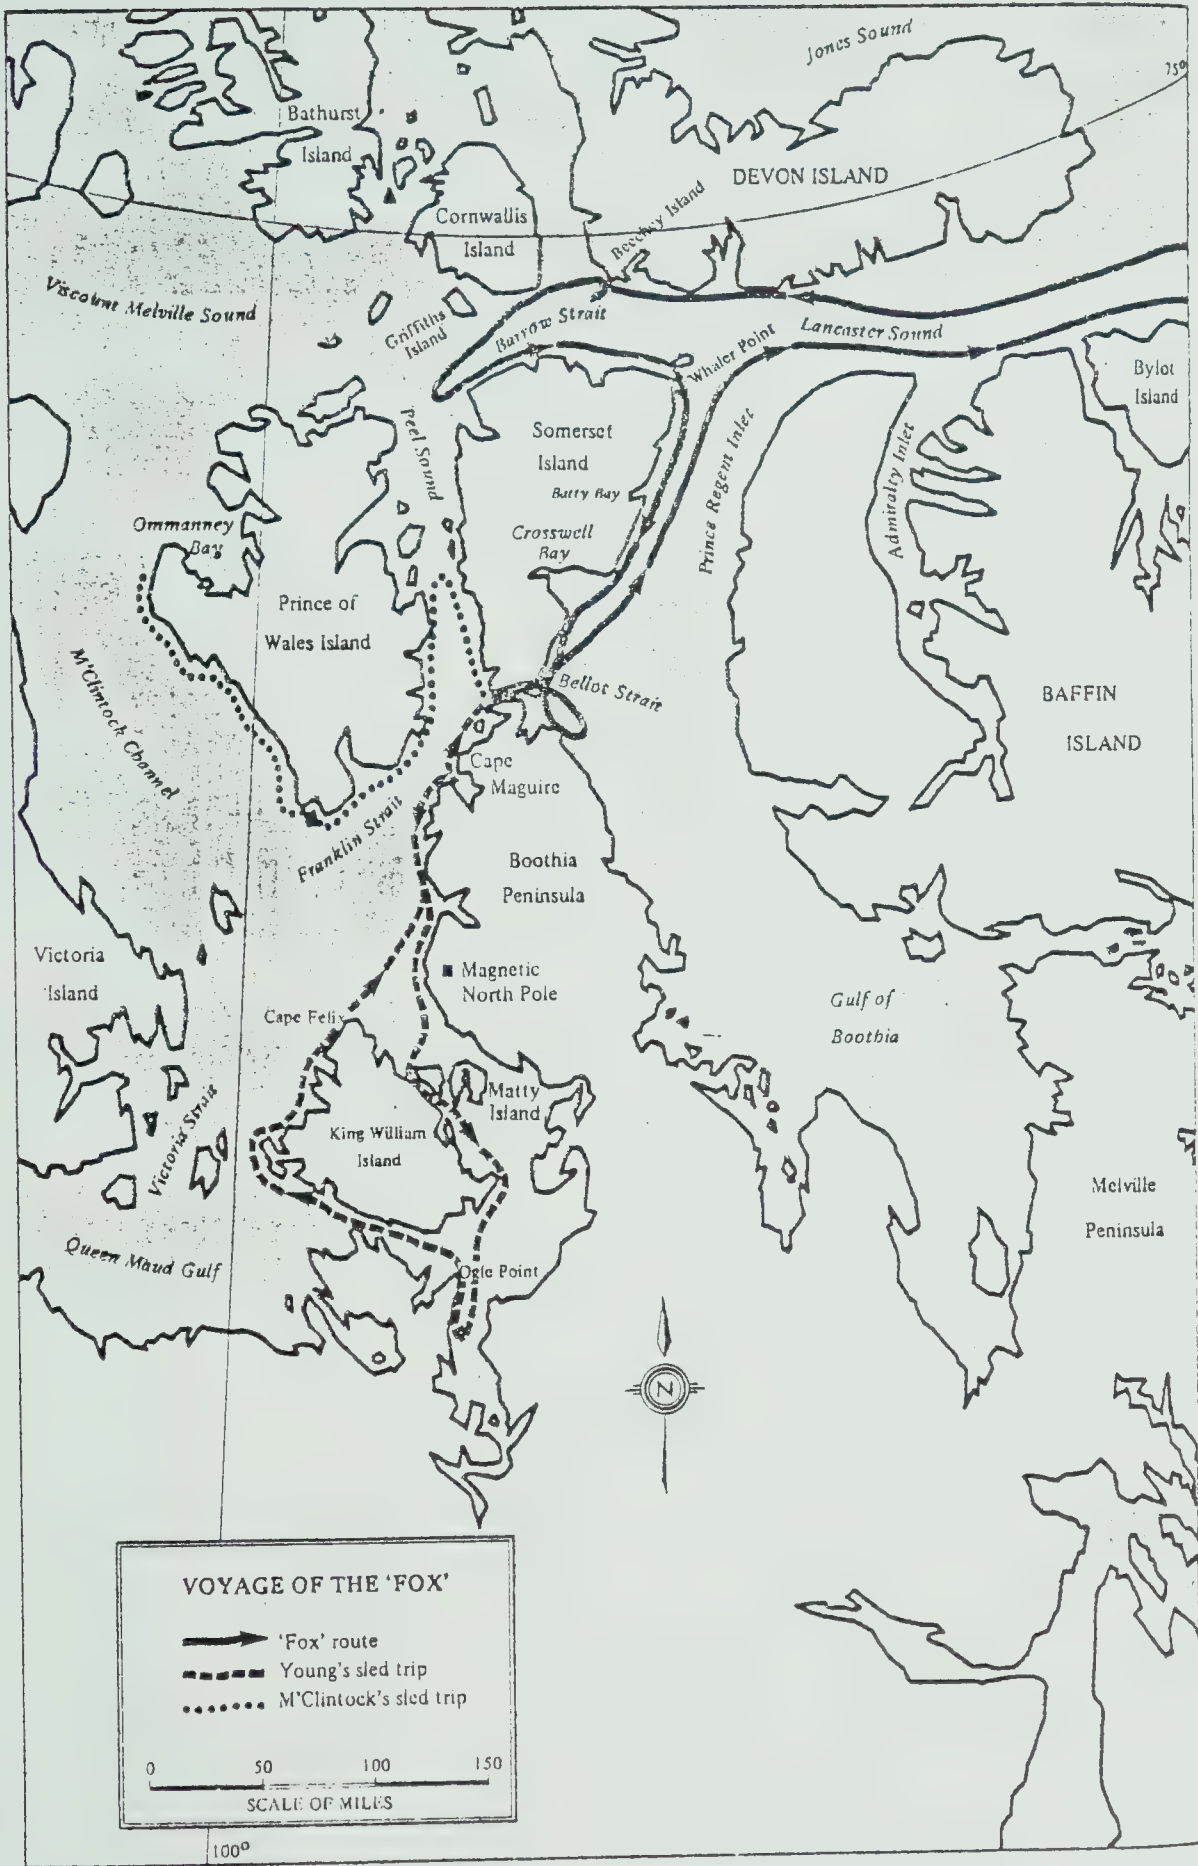 Jones Sound
75º
Bathurst
Island
DEVON ISLAND
Beechey Island
Cornwallis
Island
Viscount Melville Sound
Griffiths
Island
Barrow Strait
Lancaster Sound
Whaler Point
Bylot
Island
Peel Sound
Somerset
Island
Batty Bay
Prince Regent Inlet
Admiralty Inlet
Ommanney
Bay
Crosswell
Bay
Prince of
Wales Island
M'Clintock Channel
Bellot Strait
BAFFIN
ISLAND
Cape
Maguire
Franklin Strait
Boothia
Peninsula
Victoria
Island
Magnetic
North Pole
Gulf of
Boothia
Cape Felix
Matty
Island
Victoria Strait
King William
Island
Melville
Peninsula
Queen Maud Gulf
Ogle Point
N
VOYAGE OF THE 'FOX'
'Fox' route
Young's sled trip
M'Clintock's sled trip
0 50 100 150
SCALE OF MILES
100º